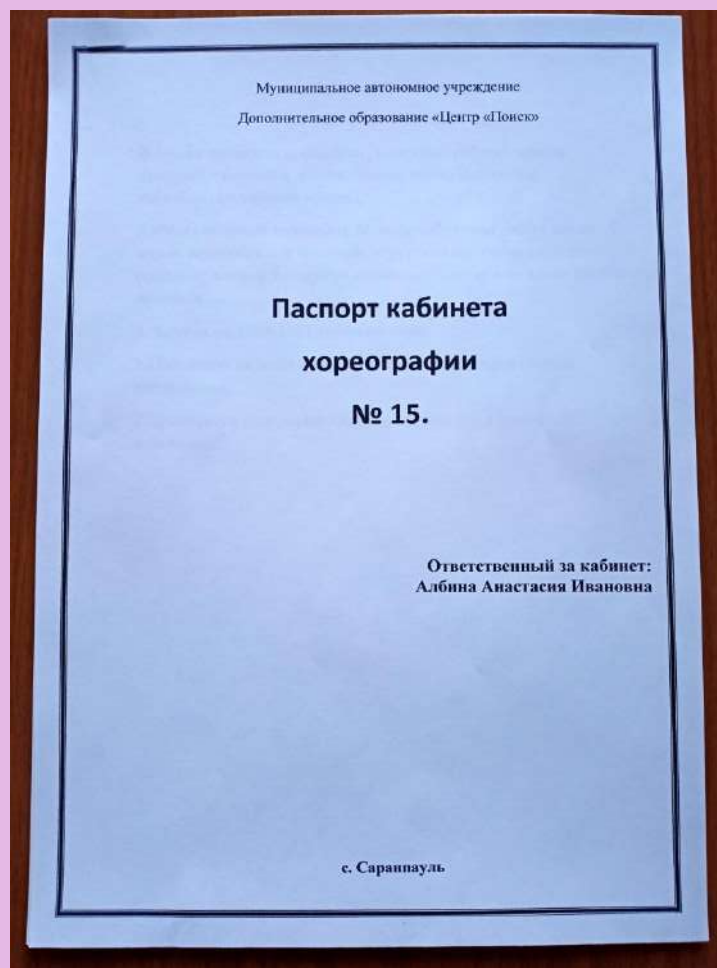 Муниципальное автономное учреждение
Дополнительное образование «Центр «Поиск»
Паспорт кабинета
хореографии
№ 15.
Ответственный за кабинет:
Албина Анастасия Ивановна
с. Саранпауль